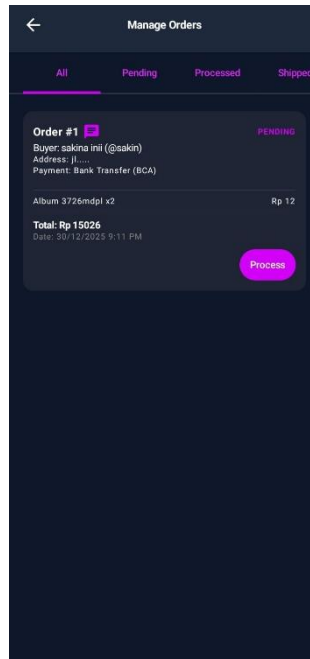 Manage Orders
All Pending Processed Shipped
Order #1 PENDING
Buyer: sakina inii (@sakin)
Address: jl.....
Payment: Bank Transfer (BCA)
Album 3726mdpl x2 Rp 12
Total: Rp 15026
Date: 30/12/2025 9:11 PM
Process